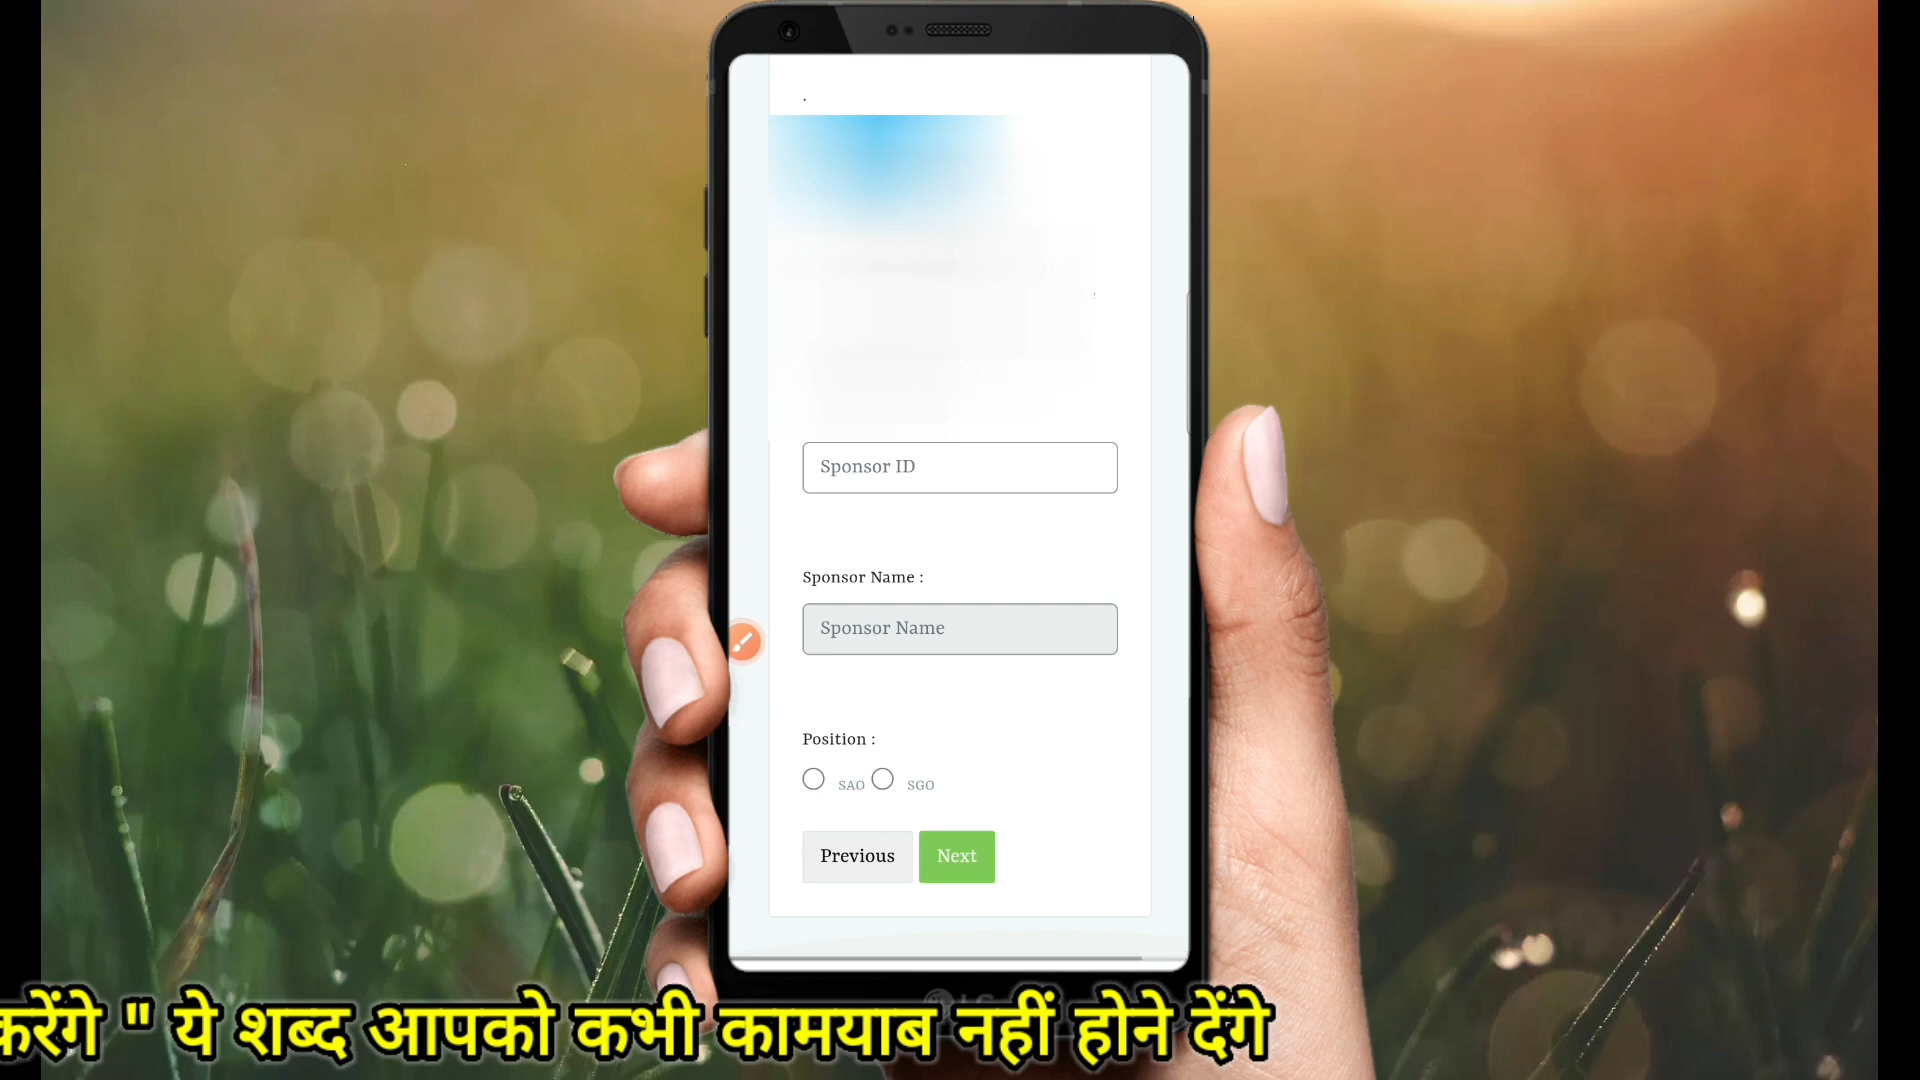 Sponsor ID
Sponsor Name :
Sponsor Name
Position :
SAO SGO
Previous Next
करेंगे " ये शब्द आपको कभी कामयाब नहीं होने देंगे